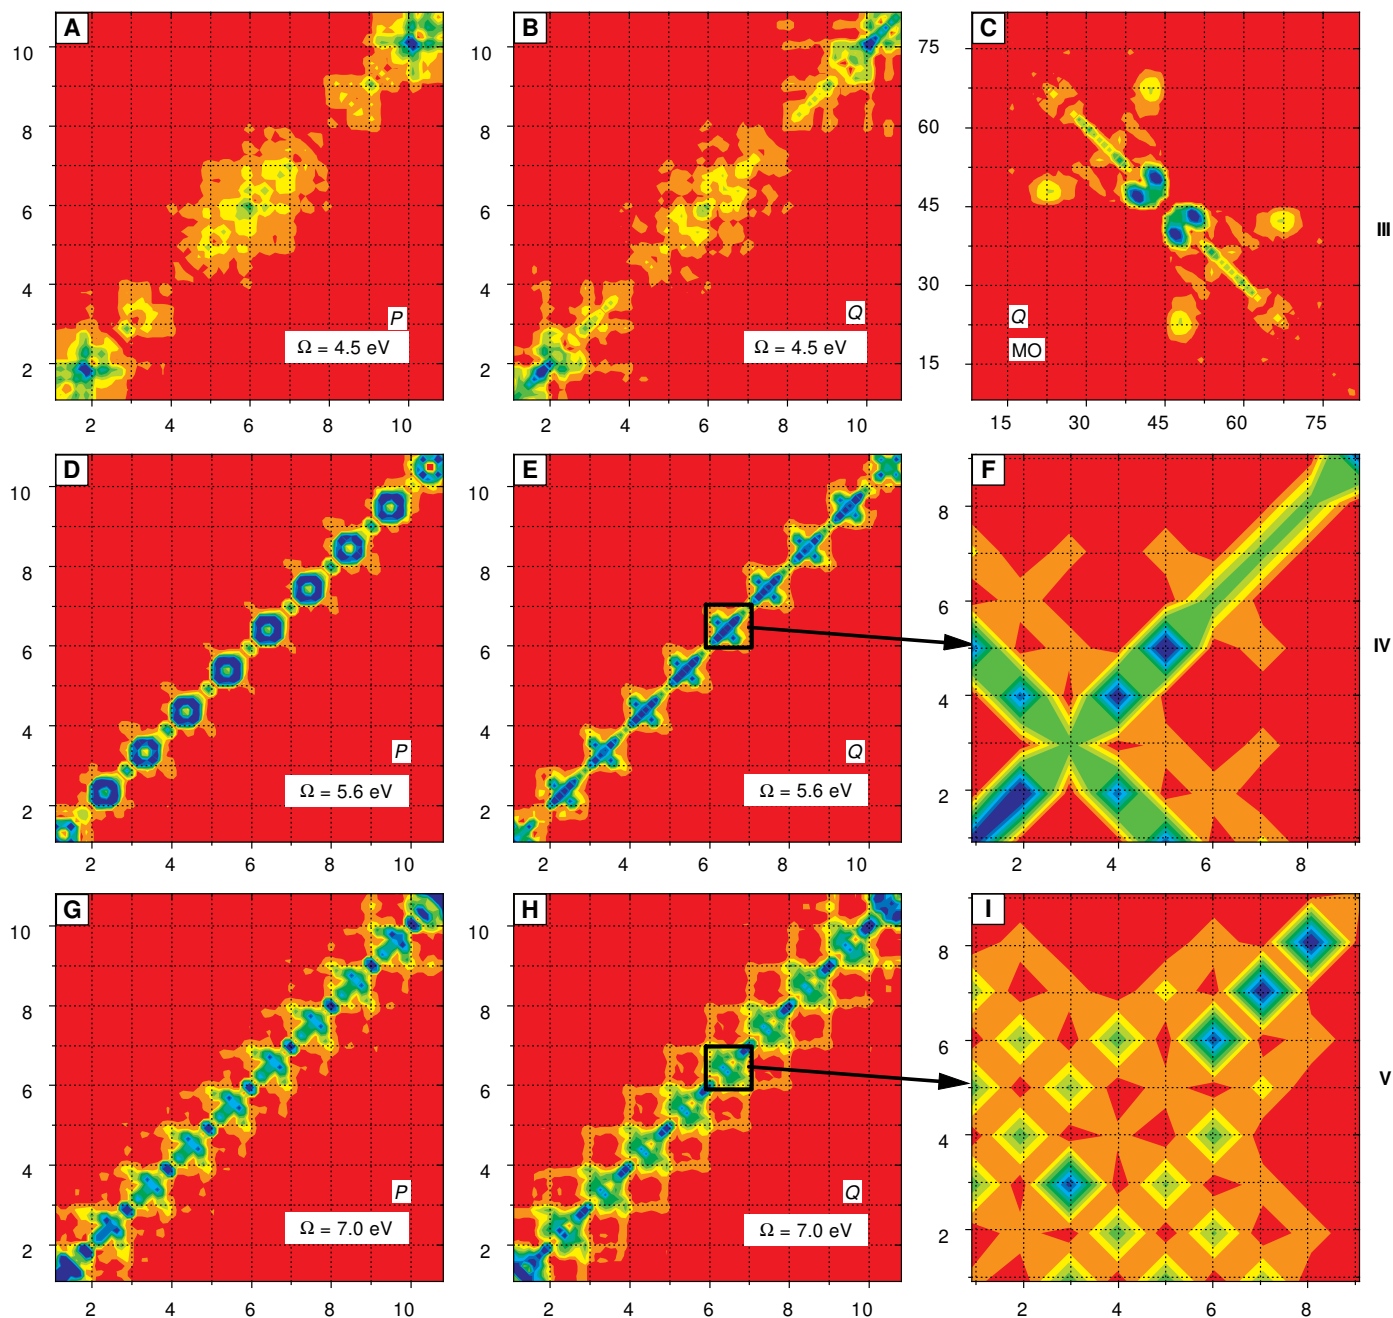 A B C
10 10 75
8 8 60
6 6 45 III
4 4 30
P Q Q
Ω = 4.5 eV Ω = 4.5 eV MO
2 2 15
2 4 6 8 10 2 4 6 8 10 15 30 45 60 75
D E F
10 10 8
8 8 6
6 6 IV
4 4 4
P Q
Ω = 5.6 eV Ω = 5.6 eV 2
2 2
2 4 6 8 10 2 4 6 8 10 2 4 6 8
G H I
10 10 8
8 8 6
6 6 V
4 4 4
P Q
Ω = 7.0 eV Ω = 7.0 eV 2
2 2
2 4 6 8 10 2 4 6 8 10 2 4 6 8